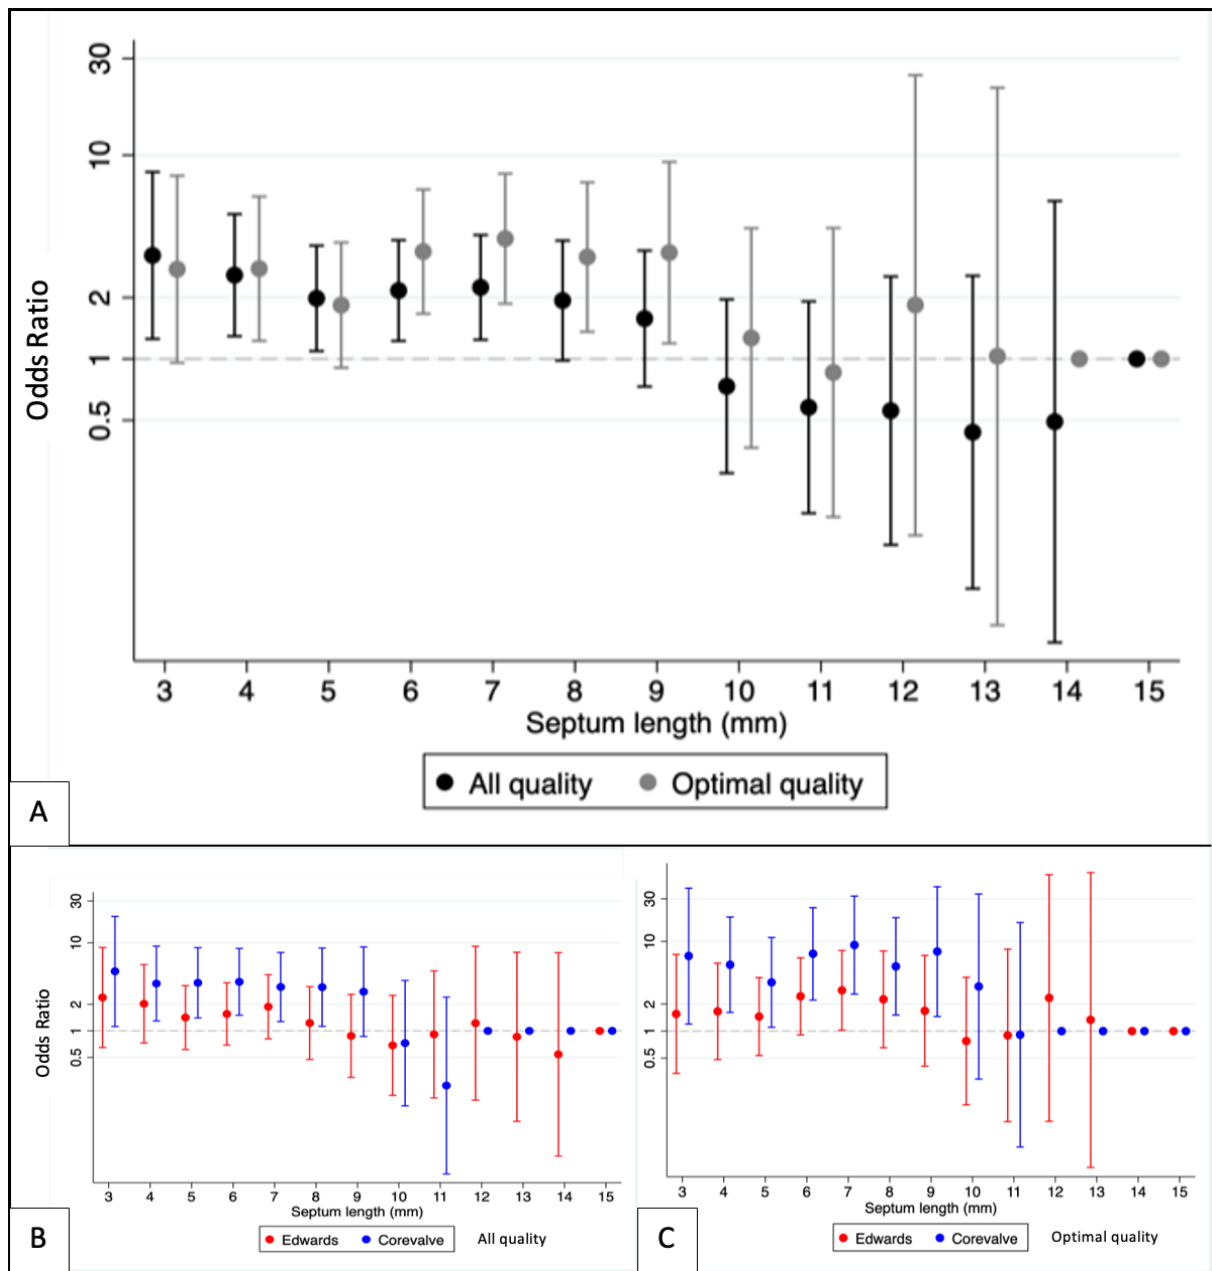 30
10
2
1
0.5
Odds Ratio
3 4 5 6 7 8 9 10 11 12 13 14 15
Septum length (mm)
All quality Optimal quality
A
30
10
2
1
0.5
Odds Ratio
3 4 5 6 7 8 9 10 11 12 13 14 15
Septum length (mm)
Edwards Corevalve All quality
B
30
10
2
1
0.5
3 4 5 6 7 8 9 10 11 12 13 14 15
Septum length (mm)
Edwards Corevalve Optimal quality
C